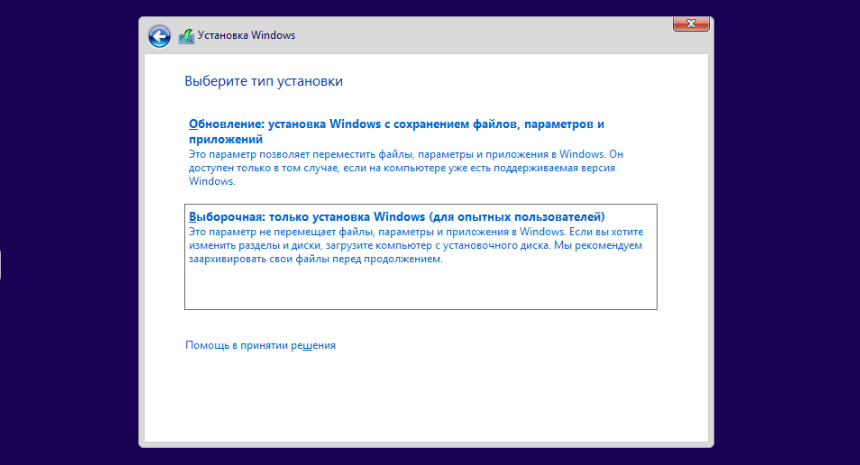 Установка Windows
Выберите тип установки
Обновление: установка Windows с сохранением файлов, параметров и
приложений
Это параметр позволяет переместить файлы, параметры и приложения в Windows. Он
доступен только в том случае, если на компьютере уже есть поддерживаемая версия
Windows.
Выборочная: только установка Windows (для опытных пользователей)
Это параметр не перемещает файлы, параметры и приложения в Windows. Если вы хотите
изменить разделы и диски, загрузите компьютер с установочного диска. Мы рекомендуем
заархивировать свои файлы перед продолжением.
Помощь в принятии решения